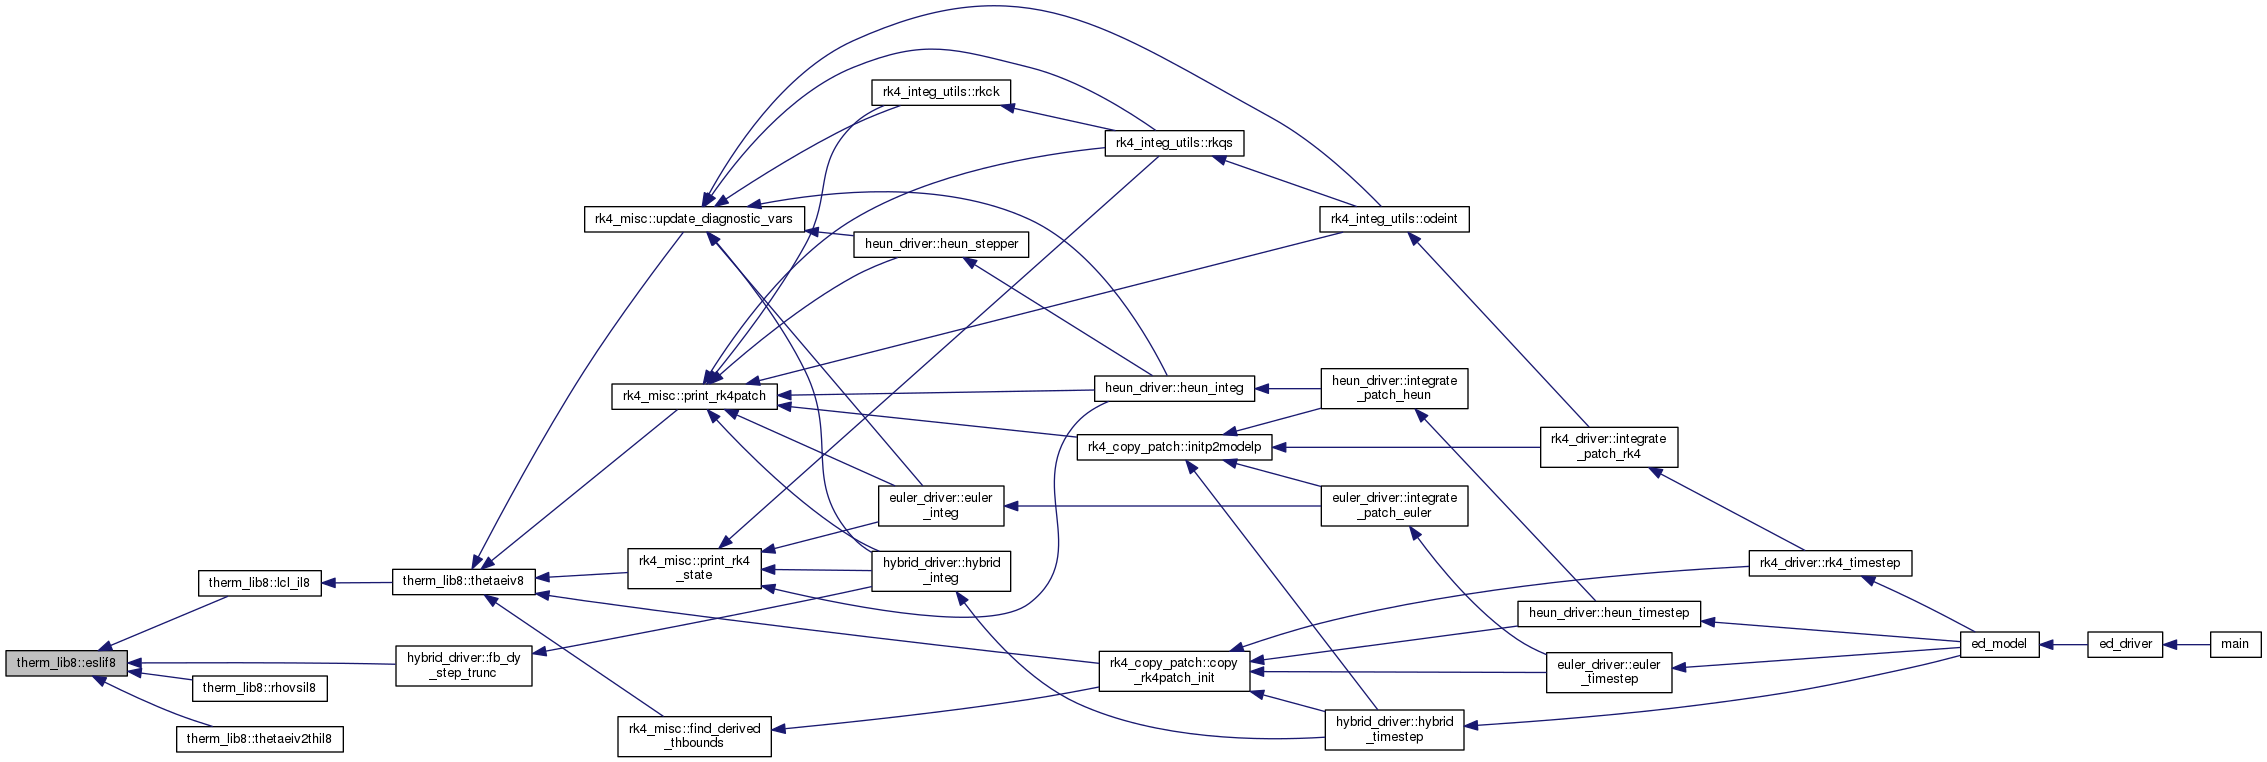 rk4_integ_utils::rkck
rk4_integ_utils::rkqs
rk4_misc::update_diagnostic_vars
rk4_integ_utils::odeint
heun_driver::heun_stepper
rk4_misc::print_rk4patch
heun_driver::heun_integ
heun_driver::integrate
_patch_heun
rk4_copy_patch::initp2modelp
rk4_driver::integrate
_patch_rk4
euler_driver::euler
_integ
euler_driver::integrate
_patch_euler
rk4_misc::print_rk4
_state
hybrid_driver::hybrid
_integ
rk4_driver::rk4_timestep
therm_lib8::lcl_il8
therm_lib8::thetaeiv8
heun_driver::heun_timestep
therm_lib8::eslif8
hybrid_driver::fb_dy
_step_trunc
rk4_copy_patch::copy
_rk4patch_init
euler_driver::euler
_timestep
ed_model
ed_driver
main
therm_lib8::rhovsil8
therm_lib8::thetaeiv2thil8
rk4_misc::find_derived
_thbounds
hybrid_driver::hybrid
_timestep